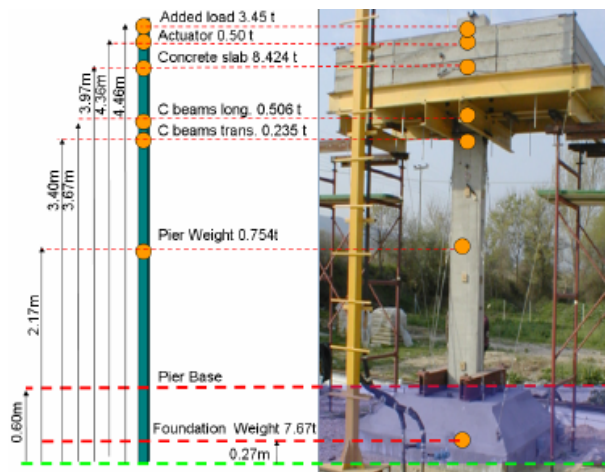 Added load 3.45 t
Actuator 0.50 t
Concrete slab 8.424 t
C beams long. 0.506 t
C beams trans. 0.235 t
3.97m
4.36m
4.46m
3.40m
3.67m
Pier Weight 0.754t
2.17m
Pier Base
0.60m
Foundation Weight 7.67t
0.27m